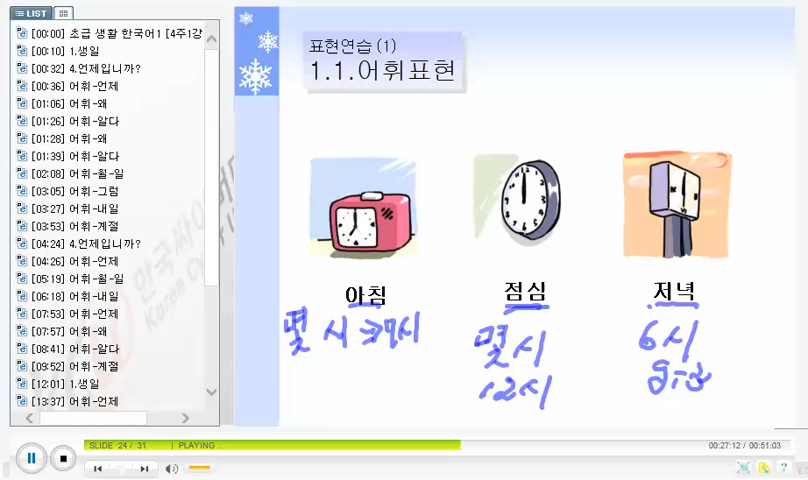 LIST
[00:00] 초급 생활 한국어1 [4주1강
[00:10] 1.생일
[00:32] 4.언제입니까?
[00:36] 어휘-언제
[01:06] 어휘-왜
[01:26] 어휘-알다
[01:28] 어휘-왜
[01:39] 어휘-알다
[02:08] 어휘-월-일
[03:05] 어휘-그럼
[03:27] 어휘-내일
[03:53] 어휘-계절
[04:24] 4.언제입니까?
[04:26] 어휘-언제
[05:19] 어휘-월-일
[06:18] 어휘-내일
[07:53] 어휘-언제
[07:57] 어휘-왜
[08:41] 어휘-알다
[09:52] 어휘-계절
[12:01] 1.생일
[13:37] 어휘-언제
표현연습(1)
1.1.어휘표현
아침
점심
저녁
몇 시
7시
몇 시
12시
6시
SLIDE 24 / 31 | PLAYING ...
00:27:12 / 00:51:03